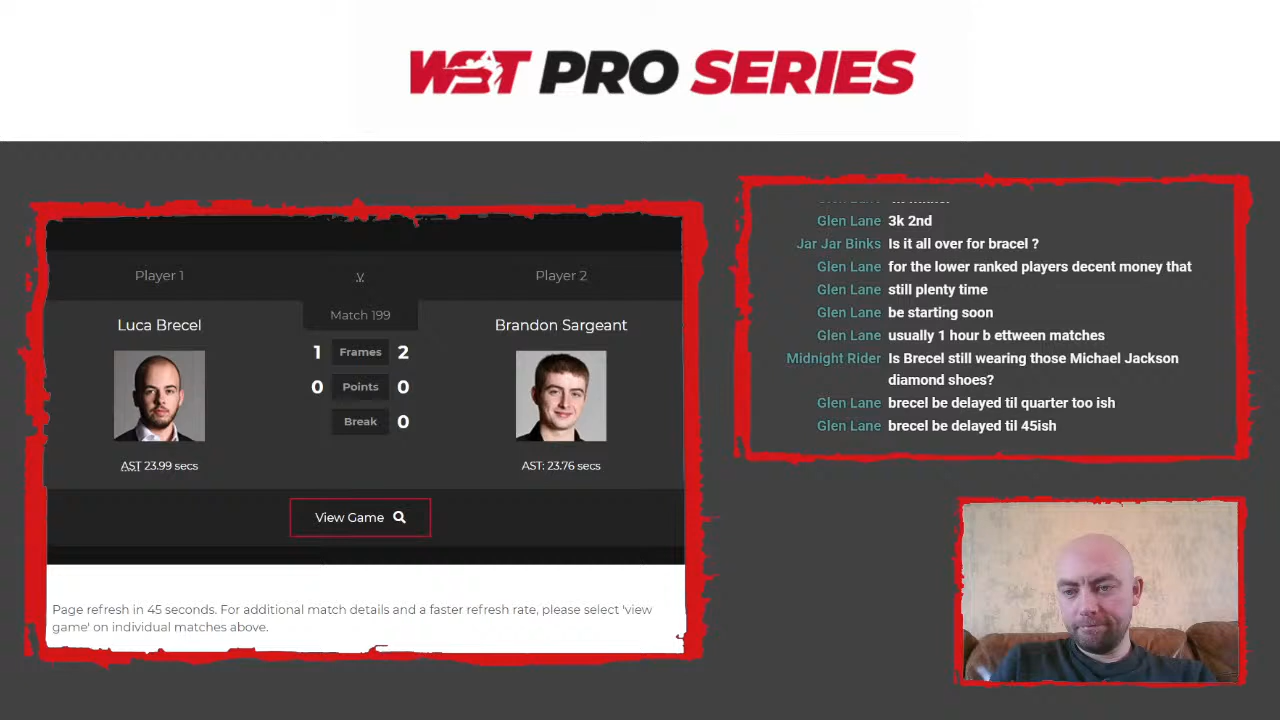 WST PRO SERIES
Player 1
v
Player 2
Match 199
Luca Brecel
Brandon Sargeant
1 Frames 2
0 Points 0
Break 0
AST 23.99 secs
AST: 23.76 secs
View Game
Page refresh in 45 seconds. For additional match details and a faster refresh rate, please select 'view
game' on individual matches above.
Glen Lane 3k 2nd
Jar Jar Binks Is it all over for bracel ?
Glen Lane for the lower ranked players decent money that
Glen Lane still plenty time
Glen Lane be starting soon
Glen Lane usually 1 hour b ettween matches
Midnight Rider Is Brecel still wearing those Michael Jackson
diamond shoes?
Glen Lane brecel be delayed til quarter too ish
Glen Lane brecel be delayed til 45ish